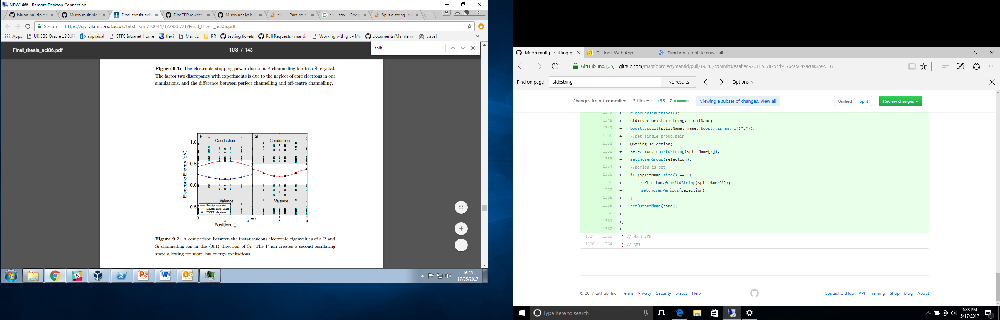 NDW1468 - Remote Desktop Connection
Muon multiple f
Muon multiple f
Final_thesis_acl0
FindEPP rewrite
Muon analysis w
c++ - Parsing a
c++ strk - Goog
Split a string in
Secure
https://spiral.imperial.ac.uk/bitstream/10044/1/29867/1/Final_thesis_acl06.pdf
Apps
UK SBS Oracle 12.0.6
appraisal
STFC Intranet Home
flexi
Mantid
PR
testing tickets
Pull Requests · mantid
Working with git - Ma
documents/Maintena
travel
»
Final_thesis_acl06.pdf
108 / 143
split
Figure 9.1: The electronic stopping power due to a P channelling ion in a Si crystal.
The factor two discrepancy with experiments is due to the neglect of core electrons in our
simulations, and the difference between perfect channelling and off-centre channelling.
P
Conduction
Si
Conduction
1.0
0.5
0.0
-0.5
Electronic Energy (eV)
Valence
Valence
Elevator state: occ
Elevator state: unocc
TDDFT bulk states
0
1/8
1/4 = 0
1/8
1/4
Position, z/a
Figure 9.2: A comparison between the instantaneous electronic eigenvalues of a P and
Si channelling ion in the ⟨001⟩ direction of Si. The P ion creates a second oscillating
state allowing for more low energy excitations.
16:38
17/05/2017
Muon multiple fitfing gu
Outlook Web App
Function template erase_all
GitHub, Inc. [US]
github.com/mantidproject/mantid/pull/19545/commits/eaabed92018b37a25cd9176ca5649ac0852e2216
Find on page
std::string
No results
Options
Changes from 1 commit
3 files
+55 −7
Viewing a subset of changes. View all
Unified
Split
Review changes
1347 + clearChosenPeriods();
1348 + std::vector<std::string> splitName;
1349 + boost::split(splitName, name, boost::is_any_of(";"));
1350 + //set single group/pair
1351 + QString selection;
1352 + selection.fromStdString(splitName[2]);
1353 + setChosenGroup(selection);
1354 + //period is set
1355 + if (splitName.size() == 6) {
1356 + selection.fromStdString(splitName[4]);
1357 + setChosenPeriods(selection);
1358 + }
1359 + setOutputName(name);
1360 +
1361 +}
1362 +
1327 1363 } // MantidQt
1328 1364 } // API
© 2017 GitHub, Inc.
Terms
Privacy
Security
Status
Help
Contact GitHub
API
Training
Shop
Blog
About
Type here to search
4:38 PM
5/17/2017
1